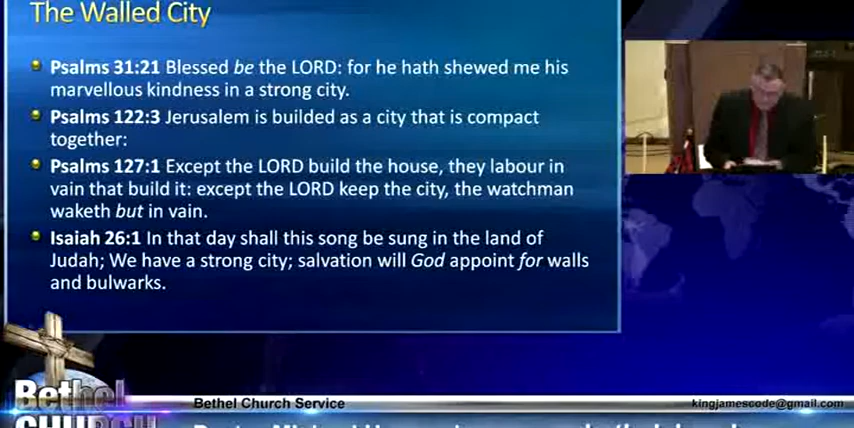 The Walled City
Psalms 31:21 Blessed be the LORD: for he hath shewed me his
marvellous kindness in a strong city.
Psalms 122:3 Jerusalem is builded as a city that is compact
together:
Psalms 127:1 Except the LORD build the house, they labour in
vain that build it: except the LORD keep the city, the watchman
waketh but in vain.
Isaiah 26:1 In that day shall this song be sung in the land of
Judah; We have a strong city; salvation will God appoint for walls
and bulwarks.
Bethel
CHURCH
Bethel Church Service
kingjamescode@gmail.com